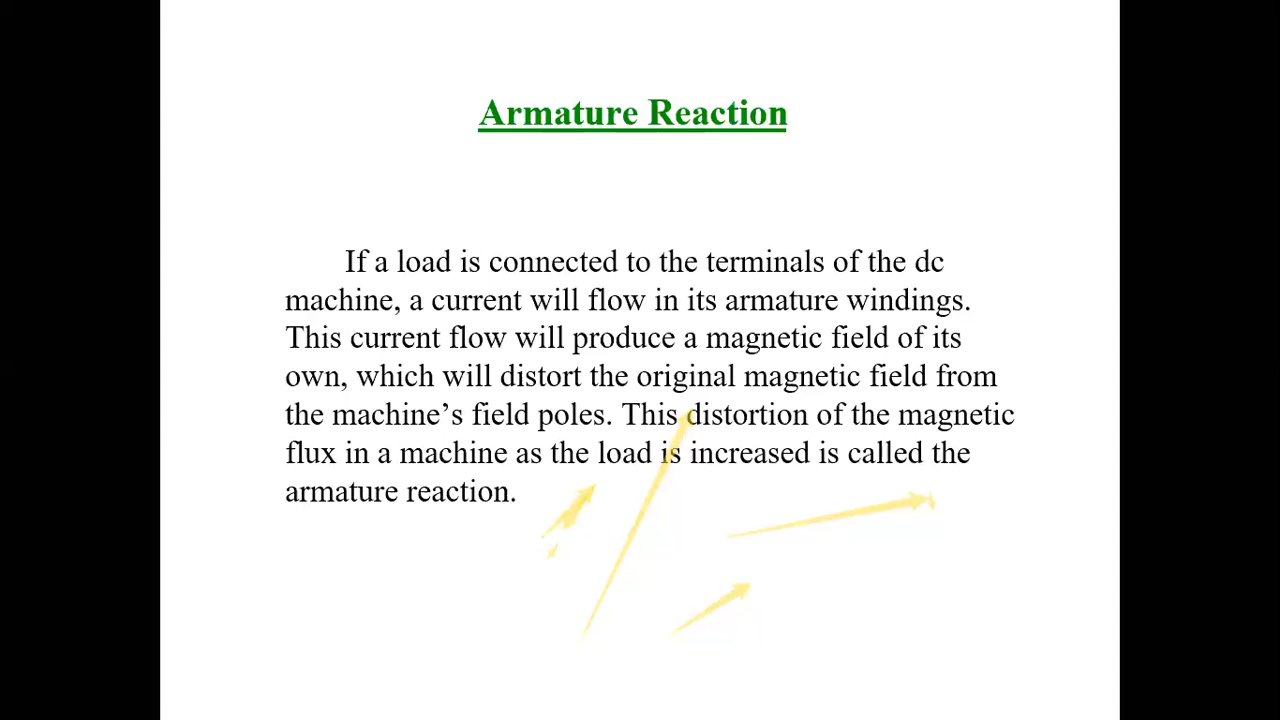 Armature Reaction
If a load is connected to the terminals of the dc
machine, a current will flow in its armature windings.
This current flow will produce a magnetic field of its
own, which will distort the original magnetic field from
the machine’s field poles. This distortion of the magnetic
flux in a machine as the load is increased is called the
armature reaction.